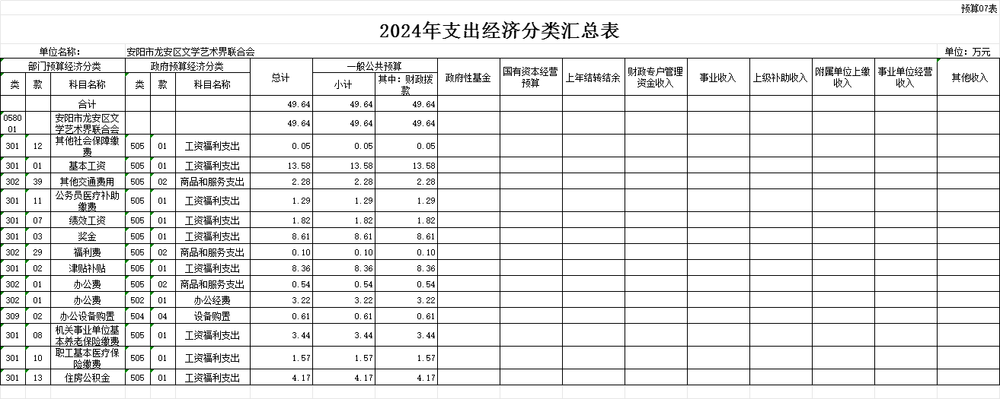 预算07表
2024年支出经济分类汇总表
单位名称： 安阳市龙安区文学艺术界联合会 单位：万元
部门预算经济分类 政府预算经济分类 总计 一般公共预算 政府性基金 国有资本经营预算 上年结转结余 财政专户管理资金收入 事业收入 上级补助收入 附属单位上缴收入 事业单位经营收入 其他收入
类 款 科目名称 类 款 科目名称 小计 其中：财政拨款
合计 49.64 49.64 49.64
058001 安阳市龙安区文学艺术界联合会 49.64 49.64 49.64
301 12 其他社会保障缴费 505 01 工资福利支出 0.05 0.05 0.05
301 01 基本工资 505 01 工资福利支出 13.58 13.58 13.58
302 39 其他交通费用 505 02 商品和服务支出 2.28 2.28 2.28
301 11 公务员医疗补助缴费 505 01 工资福利支出 1.29 1.29 1.29
301 07 绩效工资 505 01 工资福利支出 1.82 1.82 1.82
301 03 奖金 505 01 工资福利支出 8.61 8.61 8.61
302 29 福利费 505 02 商品和服务支出 0.10 0.10 0.10
301 02 津贴补贴 505 01 工资福利支出 8.36 8.36 8.36
302 01 办公费 505 02 商品和服务支出 0.54 0.54 0.54
302 01 办公费 502 01 办公经费 3.22 3.22 3.22
309 02 办公设备购置 504 04 设备购置 0.61 0.61 0.61
301 08 机关事业单位基本养老保险缴费 505 01 工资福利支出 3.44 3.44 3.44
301 10 职工基本医疗保险缴费 505 01 工资福利支出 1.57 1.57 1.57
301 13 住房公积金 505 01 工资福利支出 4.17 4.17 4.17